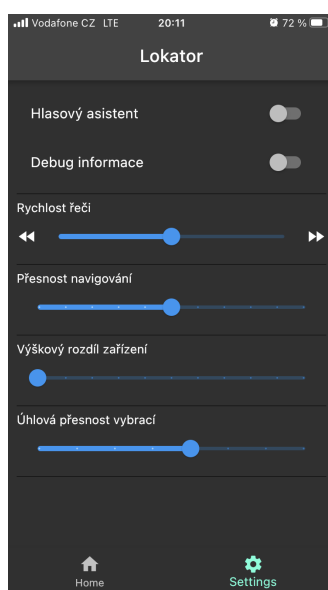 Vodafone CZ LTE 20:11 72 %
Lokator
Hlasový asistent
Debug informace
Rychlost řeči
Přesnost navigování
Výškový rozdíl zařízení
Úhlová přesnost vybrací
Home Settings